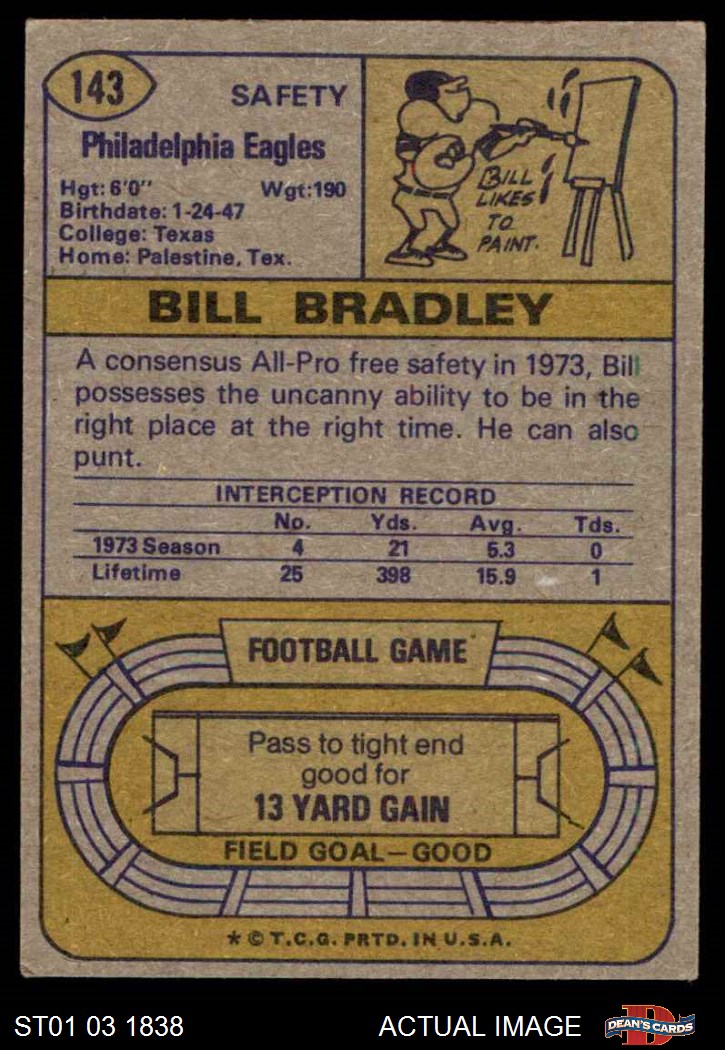 143
SAFETY
Philadelphia Eagles
Hgt: 6'0" Wgt: 190
Birthdate: 1-24-47
College: Texas
Home: Palestine, Tex.
BILL
LIKES
TO
PAINT.
BILL BRADLEY
A consensus All-Pro free safety in 1973, Bill
possesses the uncanny ability to be in the
right place at the right time. He can also
punt.
INTERCEPTION RECORD
No. Yds. Avg. Tds.
1973 Season 4 21 5.3 0
Lifetime 25 398 15.9 1
FOOTBALL GAME
Pass to tight end
good for
13 YARD GAIN
FIELD GOAL—GOOD
* © T.C.G. PRTD. IN U.S.A.
ST01 03 1838 ACTUAL IMAGE
D
DEAN'S CARDS